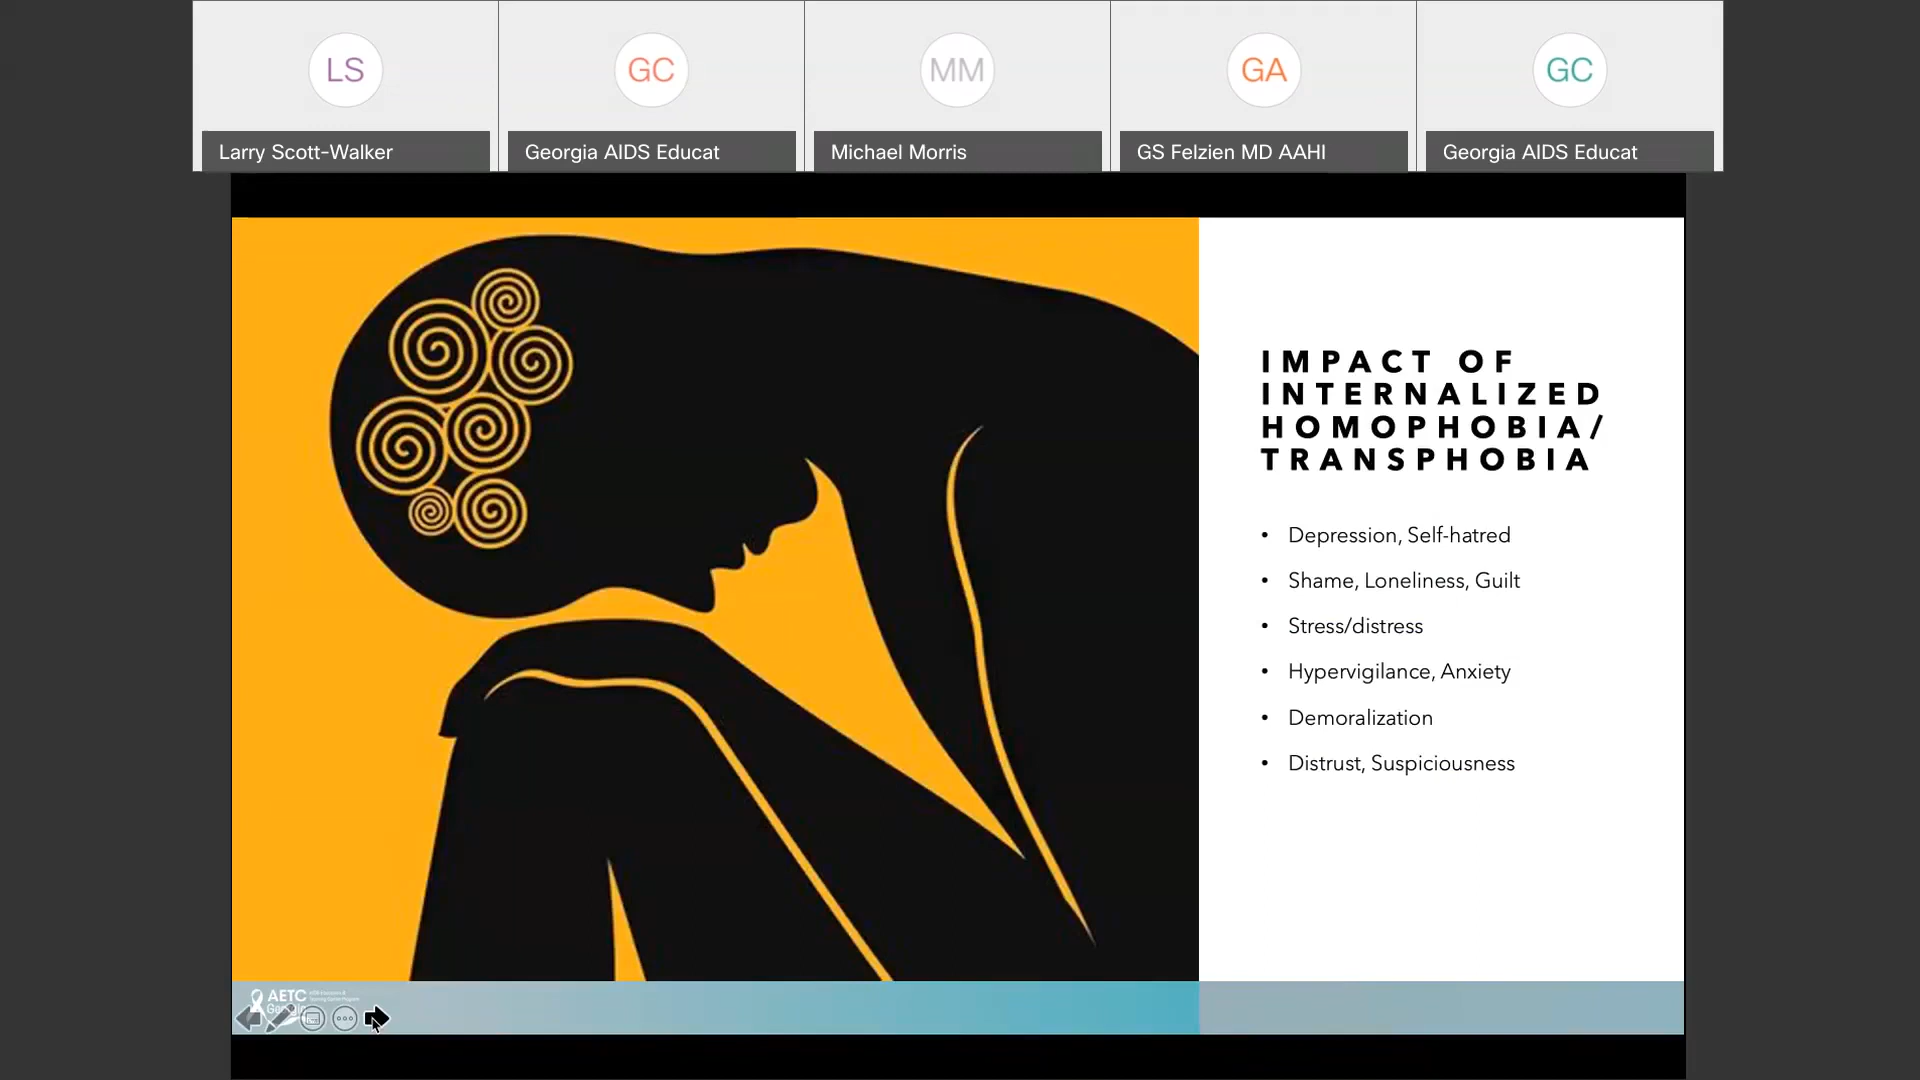 LS
GC
MM
GA
GC
Larry Scott-Walker
Georgia AIDS Educat
Michael Morris
GS Felzien MD AAHI
Georgia AIDS Educat
IMPACT OF
INTERNALIZED
HOMOPHOBIA/
TRANSPHOBIA
• Depression, Self-hatred
• Shame, Loneliness, Guilt
• Stress/distress
• Hypervigilance, Anxiety
• Demoralization
• Distrust, Suspiciousness
AETC